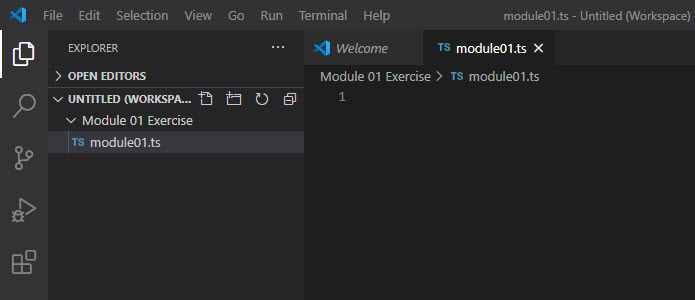 File Edit Selection View Go Run Terminal Help module01.ts - Untitled (Workspace)
EXPLORER ··· Welcome TS module01.ts
OPEN EDITORS
Module 01 Exercise > TS module01.ts
UNTITLED (WORKSPA...
1
Module 01 Exercise
TS module01.ts